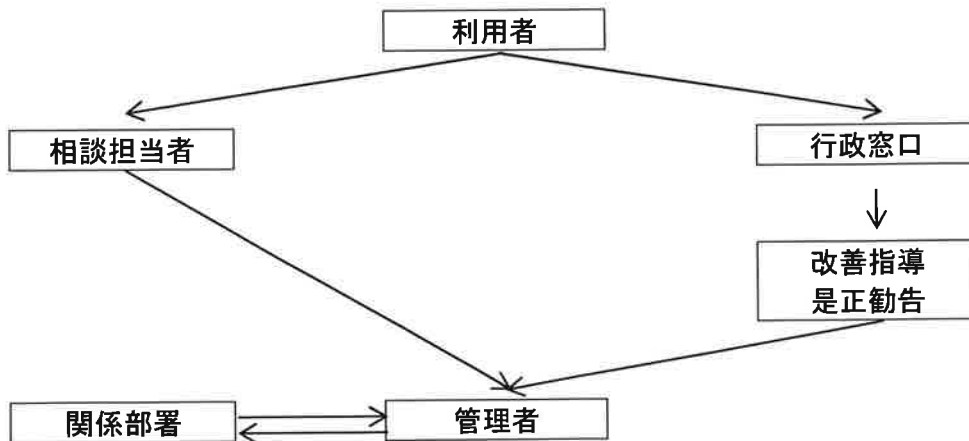 利用者
相談担当者
行政窓口
改善指導
是正勧告
関係部署
管理者